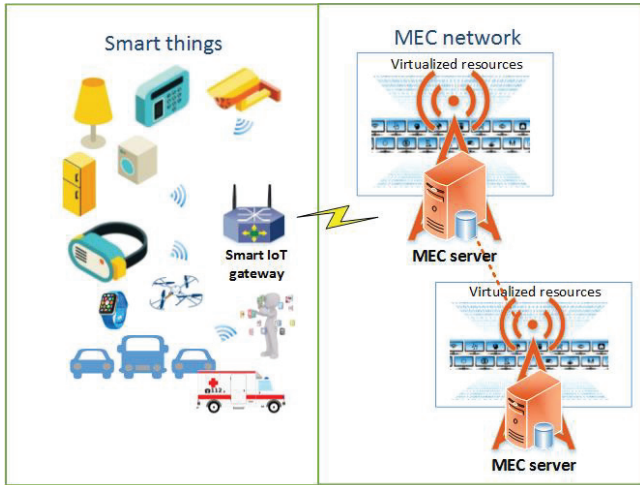 Smart things
MEC network
Virtualized resources
Smart IoT
gateway
MEC server
Virtualized resources
MEC server